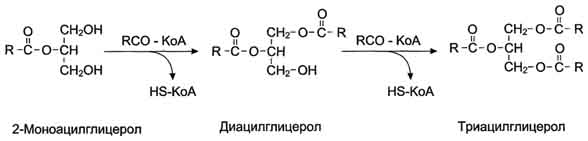 O
CH₂OH
R–C–O–CH
CH₂OH
RCO - KoA
HS-KoA
O
CH₂–O–C–R
O
R–C–O–CH
CH₂–OH
RCO – KoA
HS-KoA
O
CH₂–O–C–R
O
R–C–O–CH
O
CH₂–O–C–R
2-Моноацилглицерол
Диацилглицерол
Триацилглицерол